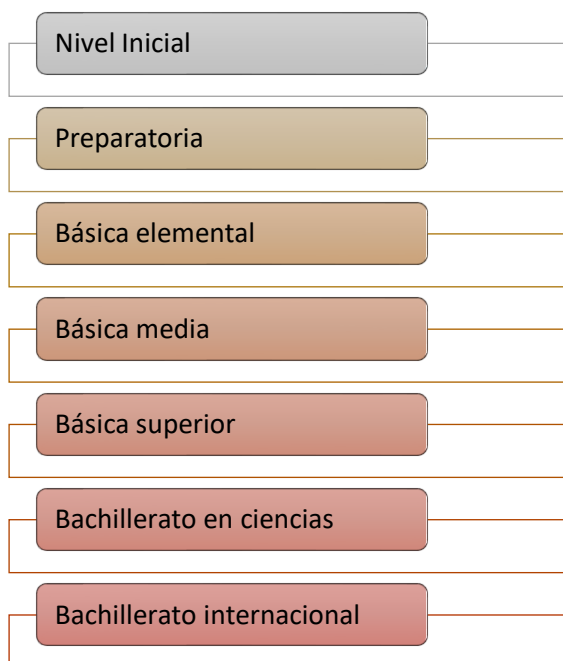 Nivel Inicial
Preparatoria
Básica elemental
Básica media
Básica superior
Bachillerato en ciencias
Bachillerato internacional